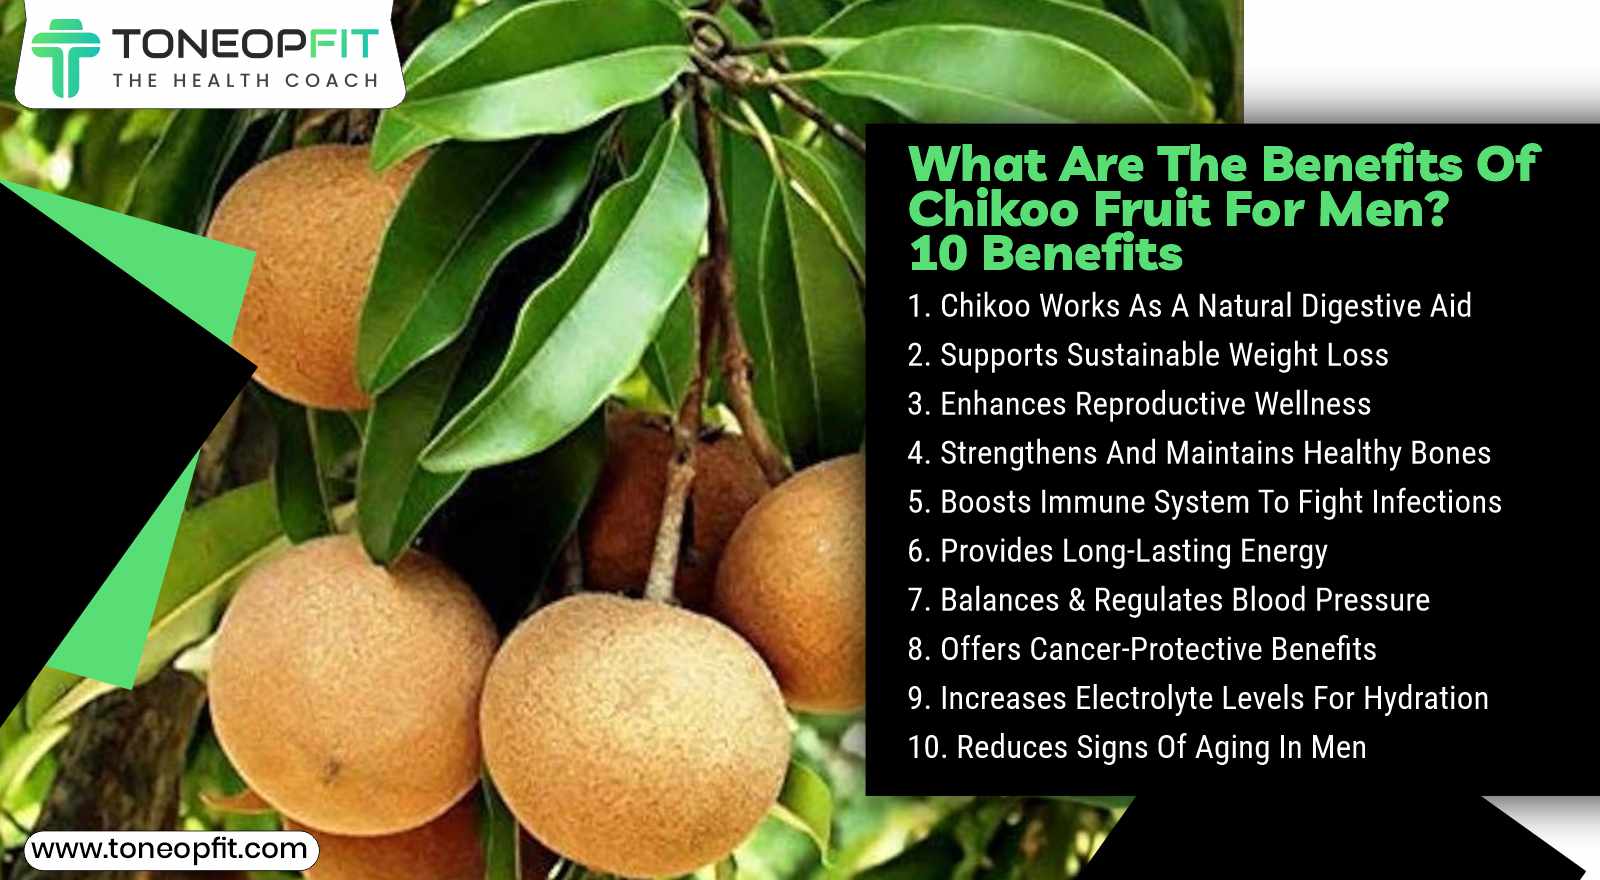 TONEOPFIT
THE HEALTH COACH
What Are The Benefits Of
Chikoo Fruit For Men?
10 Benefits
1. Chikoo Works As A Natural Digestive Aid
2. Supports Sustainable Weight Loss
3. Enhances Reproductive Wellness
4. Strengthens And Maintains Healthy Bones
5. Boosts Immune System To Fight Infections
6. Provides Long-Lasting Energy
7. Balances & Regulates Blood Pressure
8. Offers Cancer-Protective Benefits
9. Increases Electrolyte Levels For Hydration
10. Reduces Signs Of Aging In Men
www.toneopfit.com